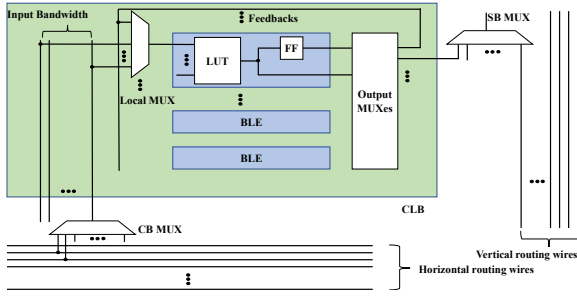 Input Bandwidth
Feedbacks
SB MUX
FF
LUT
Local MUX
Output
MUXes
BLE
BLE
CLB
CB MUX
Vertical routing wires
Horizontal routing wires